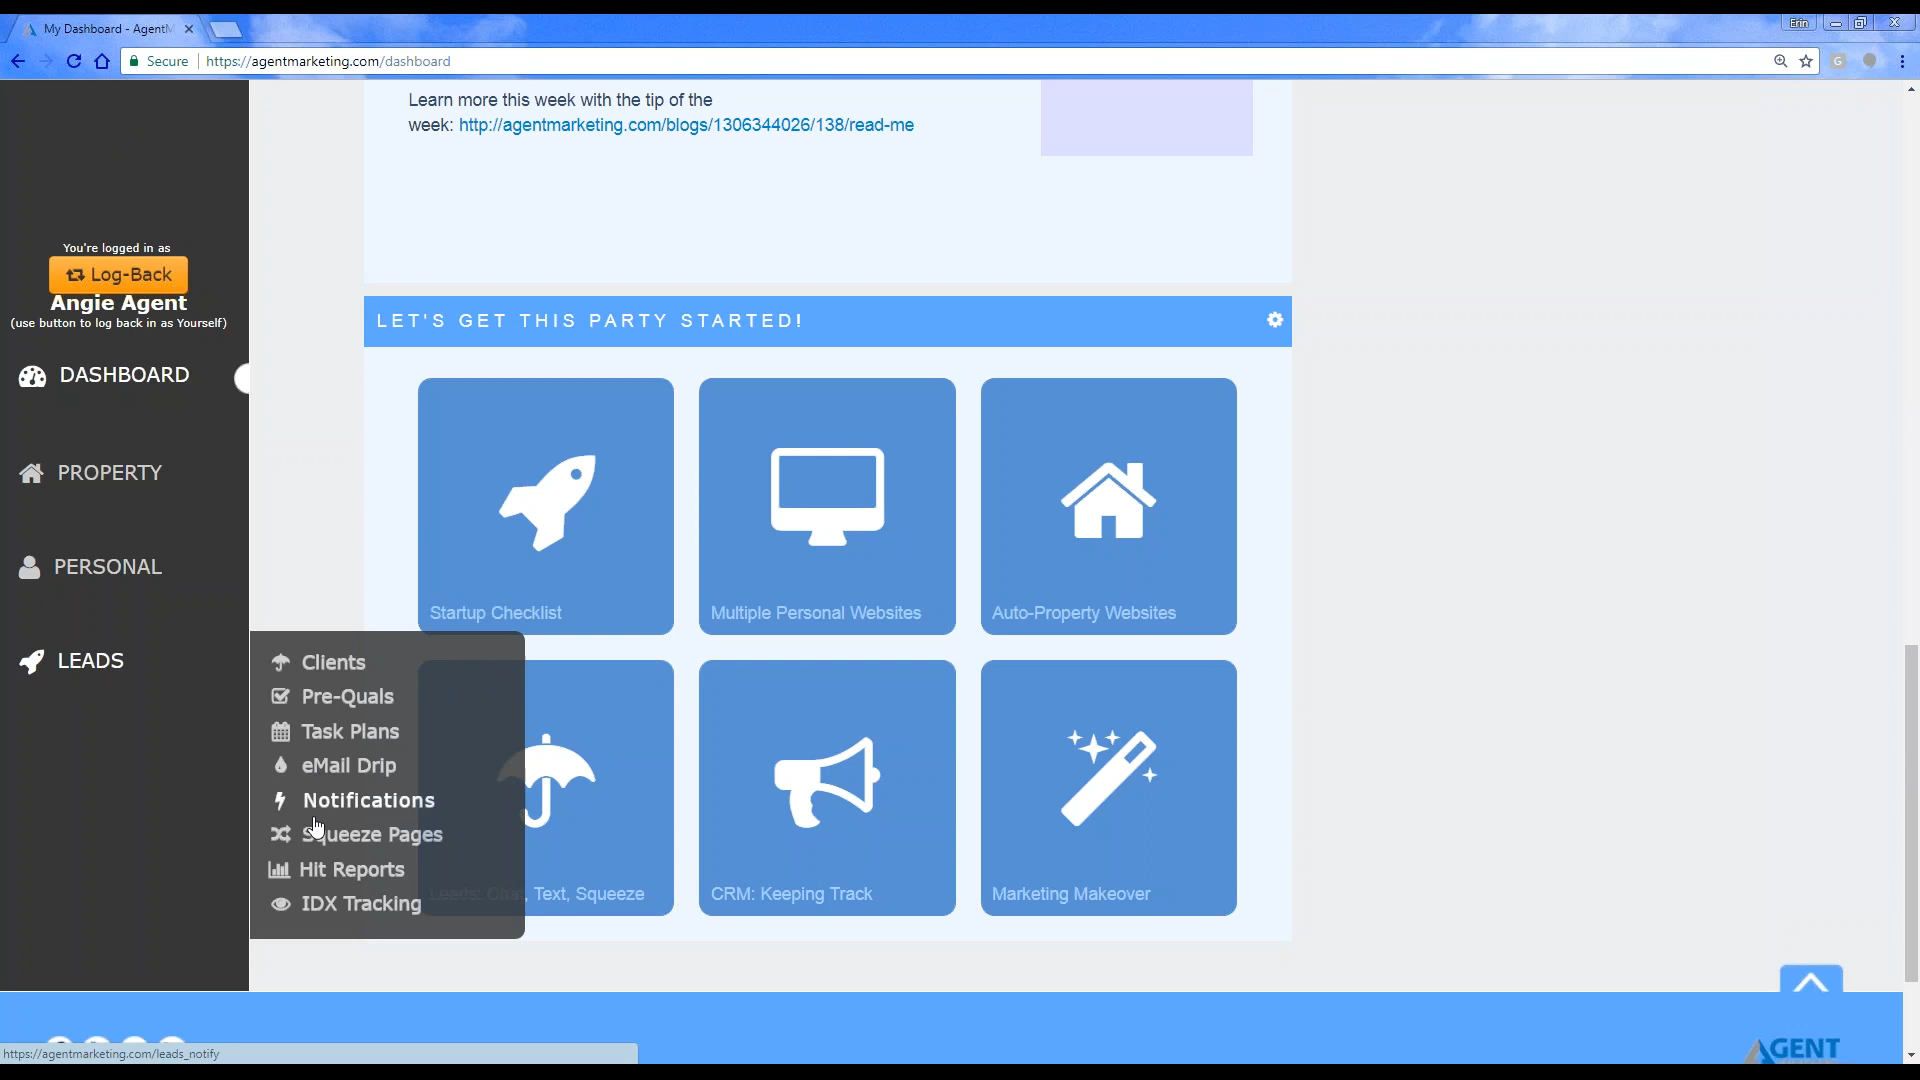 My Dashboard - AgentM
Erin
Secure
https://agentmarketing.com/dashboard
G
Learn more this week with the tip of the
week: http://agentmarketing.com/blogs/1306344026/138/read-me
You're logged in as
Log-Back
Angie Agent
(use button to log back in as Yourself)
DASHBOARD
PROPERTY
PERSONAL
LEADS
Clients
Pre-Quals
Task Plans
eMail Drip
Notifications
Squeeze Pages
Hit Reports
IDX Tracking
LET'S GET THIS PARTY STARTED!
Startup Checklist
Multiple Personal Websites
Auto-Property Websites
Leads: Chat, Text, Squeeze
CRM: Keeping Track
Marketing Makeover
https://agentmarketing.com/leads_notify
AGENT